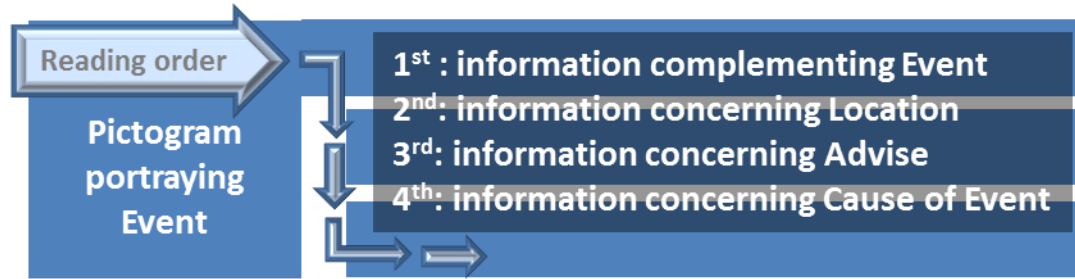 Reading order
Pictogram
portraying
Event
1st : information complementing Event
2nd: information concerning Location
3rd: information concerning Advise
4th: information concerning Cause of Event